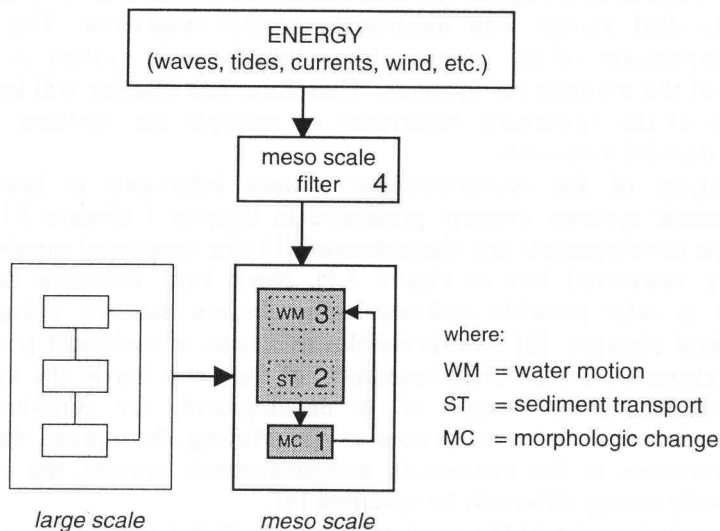 ENERGY
(waves, tides, currents, wind, etc.)
meso scale
filter 4
WM 3
ST 2
MC 1
where:
WM = water motion
ST = sediment transport
MC = morphologic change
large scale
meso scale